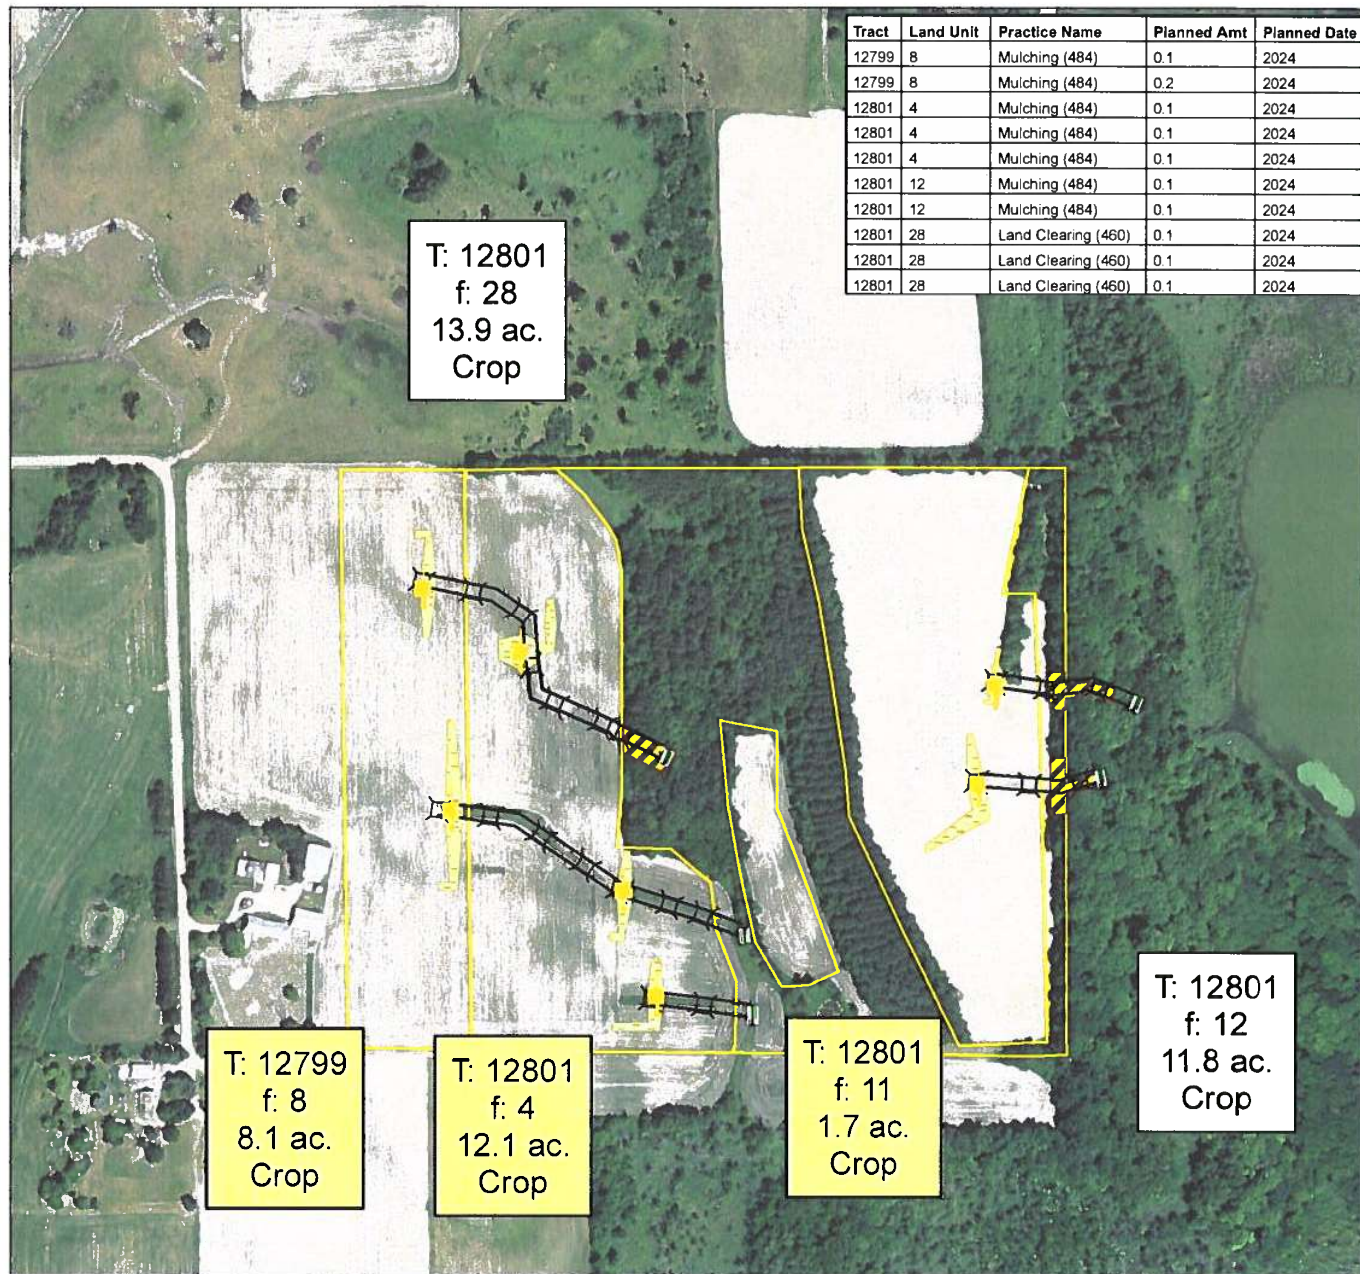 Tract Land Unit Practice Name Planned Amt Planned Date
12799 8 Mulching (484) 0.1 2024
12799 8 Mulching (484) 0.2 2024
12801 4 Mulching (484) 0.1 2024
12801 4 Mulching (484) 0.1 2024
12801 4 Mulching (484) 0.1 2024
12801 12 Mulching (484) 0.1 2024
12801 12 Mulching (484) 0.1 2024
12801 28 Land Clearing (460) 0.1 2024
12801 28 Land Clearing (460) 0.1 2024
12801 28 Land Clearing (460) 0.1 2024
T: 12801
f: 28
13.9 ac.
Crop
T: 12801
f: 12
11.8 ac.
Crop
T: 12799
f: 8
8.1 ac.
Crop
T: 12801
f: 4
12.1 ac.
Crop
T: 12801
f: 11
1.7 ac.
Crop